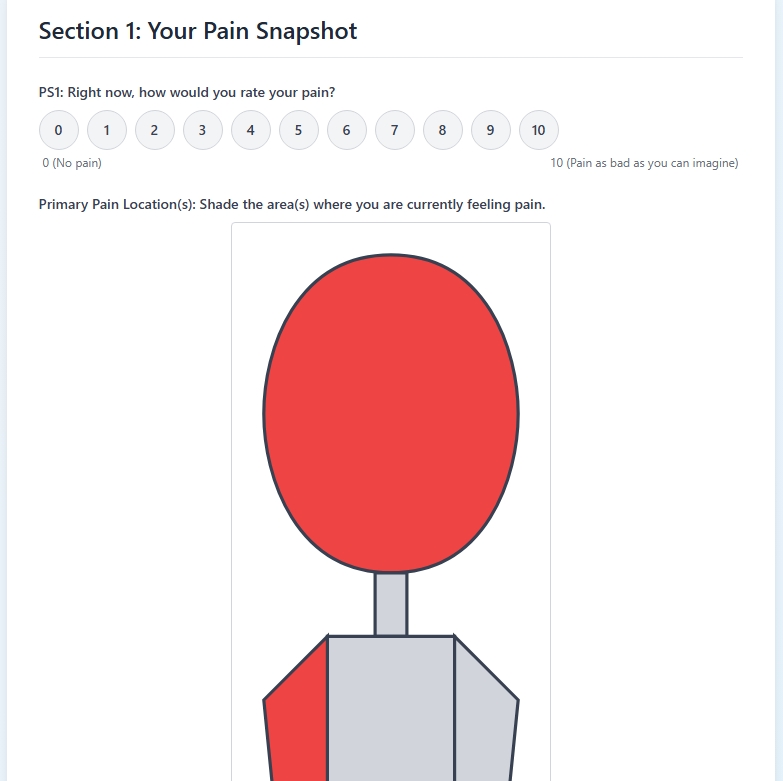 Section 1: Your Pain Snapshot
PS1: Right now, how would you rate your pain?
0 1 2 3 4 5 6 7 8 9 10
0 (No pain) 10 (Pain as bad as you can imagine)
Primary Pain Location(s): Shade the area(s) where you are currently feeling pain.